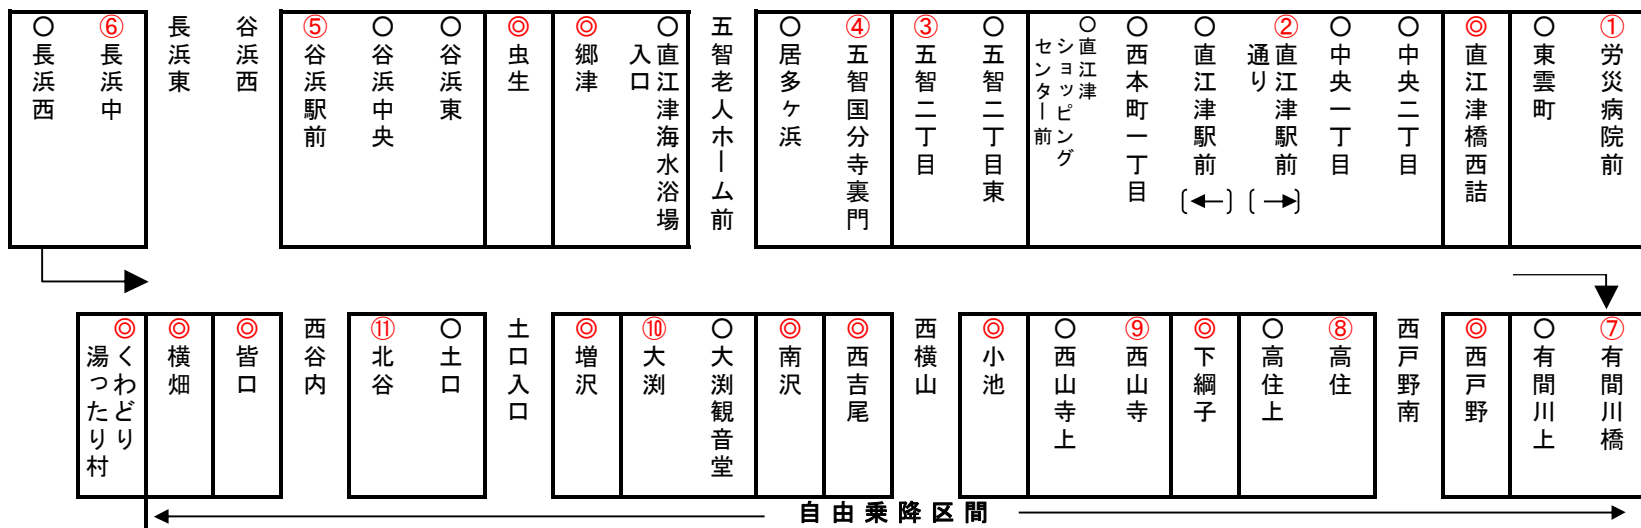 ①労災病院前
○東雲町
◎直江津橋西詰
○中央二丁目
○中央一丁目
②直江津駅前
通り
〔→〕
○直江津駅前
〔←〕
○西本町一丁目
○直江津
ショッピング
センター前
○五智二丁目東
③五智二丁目
④五智国分寺裏門
○居多ケ浜
五智老人ホーム前
○直江津海水浴場
入口
◎郷津
◎虫生
○谷浜東
○谷浜中央
⑤谷浜駅前
谷浜西
長浜東
⑥長浜中
○長浜西
⑦有間川橋
○有間川上
◎西戸野
西戸野南
⑧高住
○高住上
◎下綱子
⑨西山寺
○西山寺上
◎小池
西横山
◎西吉尾
◎南沢
○大渕観音堂
⑩大渕
◎増沢
土口入口
○土口
⑪北谷
西谷内
◎皆口
◎横畑
◎くわどり
湯ったり村
自由乗降区間